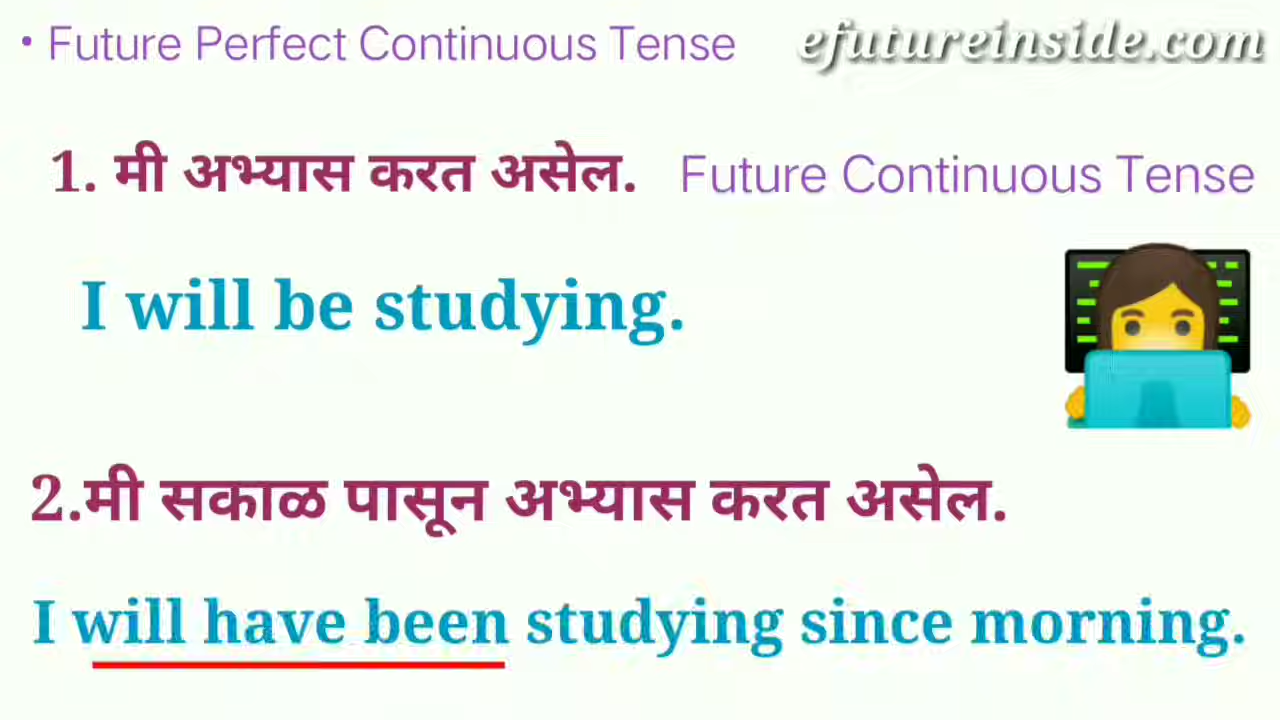 • Future Perfect Continuous Tense efutureinside.com
1. मी अभ्यास करत असेल. Future Continuous Tense
I will be studying.
2.मी सकाळ पासून अभ्यास करत असेल.
I will have been studying since morning.